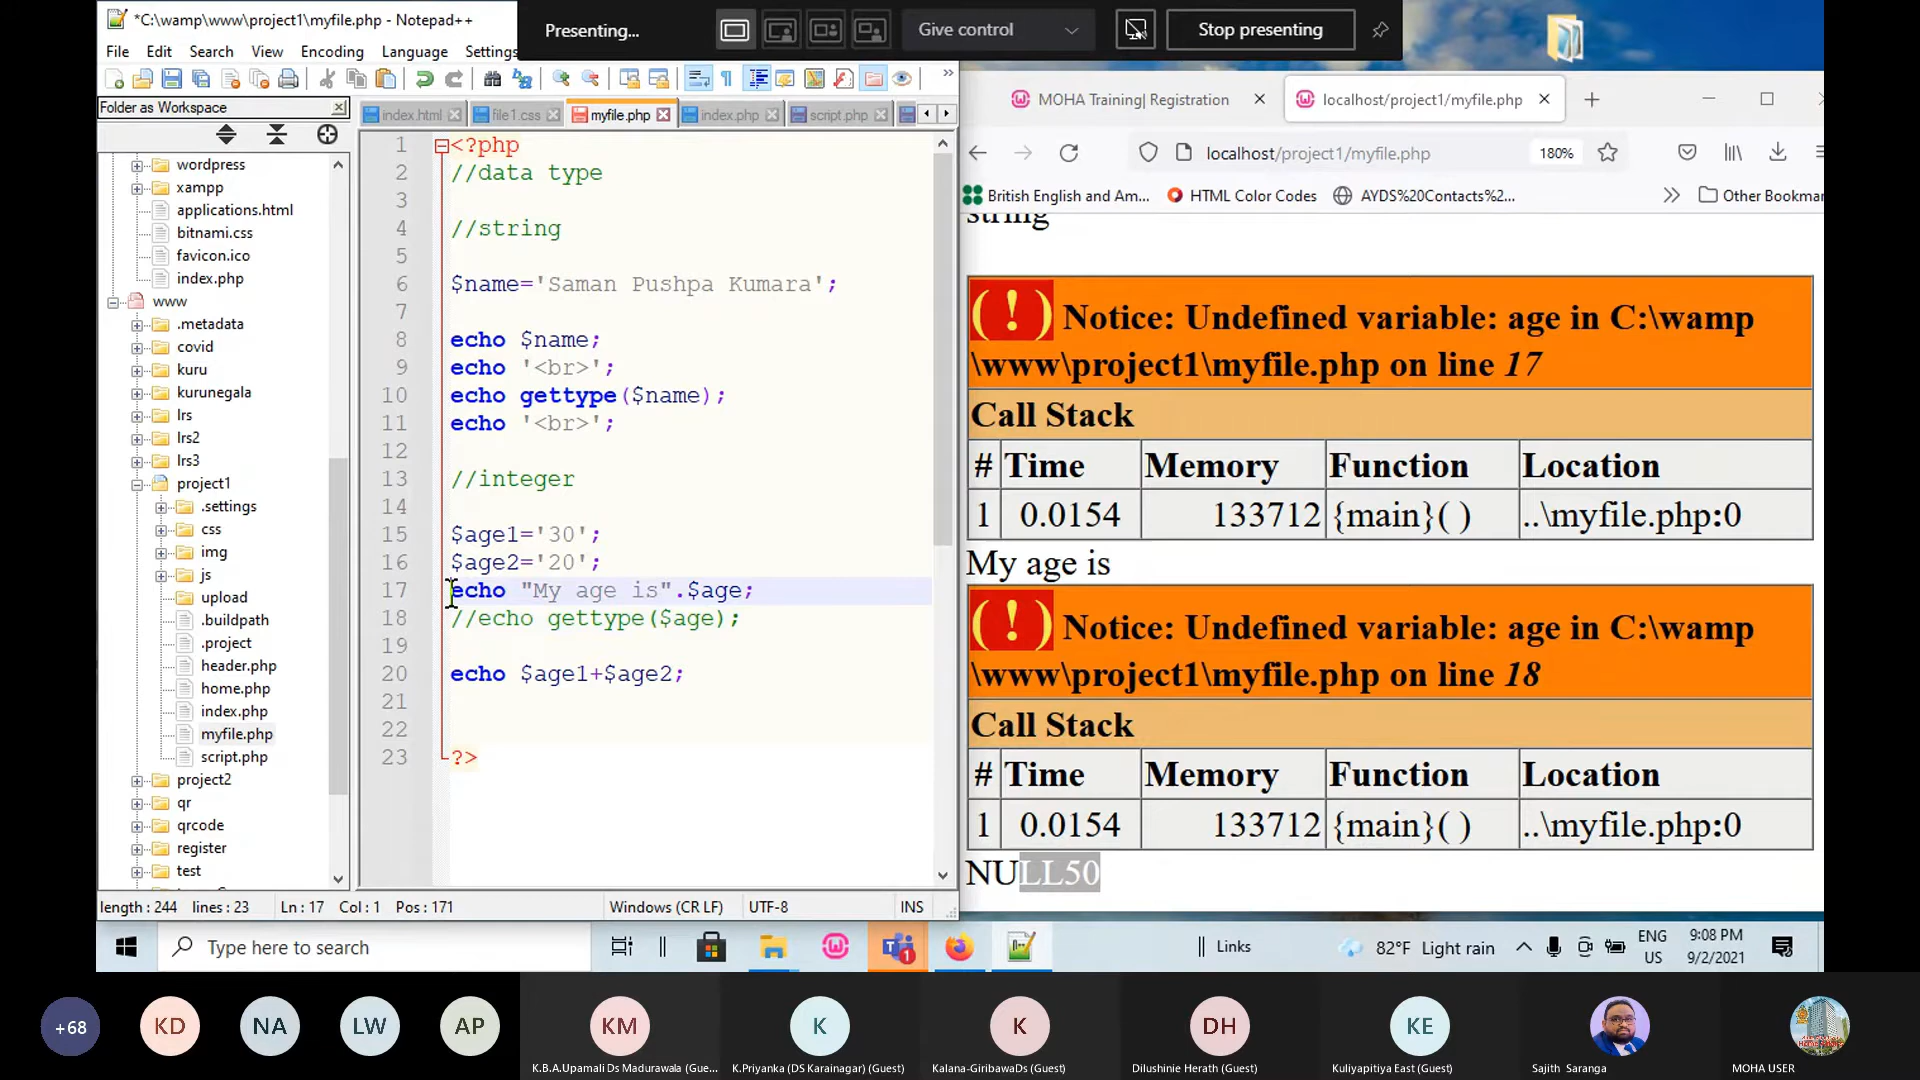 *C:\wamp\www\project1\myfile.php - Notepad++
Presenting...
Give control
Stop presenting
File Edit Search View Encoding Language Settings
Folder as Workspace
index.html file1.css myfile.php index.php script.php
wordpress
xampp
applications.html
bitnami.css
favicon.ico
index.php
www
.metadata
covid
kuru
kurunegala
lrs
lrs2
lrs3
project1
.settings
css
img
js
upload
.buildpath
.project
header.php
home.php
index.php
myfile.php
script.php
project2
qr
qrcode
register
test
1 <?php
2 //data type
3
4 //string
5
6 $name='Saman Pushpa Kumara';
7
8 echo $name;
9 echo '<br>';
10 echo gettype($name);
11 echo '<br>';
12
13 //integer
14
15 $age1='30';
16 $age2='20';
17 echo "My age is".$age;
18 //echo gettype($age);
19
20 echo $age1+$age2;
21
22
23 ?>
length : 244 lines : 23 Ln : 17 Col : 1 Pos : 171 Windows (CR LF) UTF-8 INS
MOHA Training| Registration
localhost/project1/myfile.php
localhost/project1/myfile.php
180%
British English and Am...
HTML Color Codes
AYDS%20Contacts%2...
Other Bookmar
string
( ! ) Notice: Undefined variable: age in C:\wamp
\www\project1\myfile.php on line 17
Call Stack
# Time Memory Function Location
1 0.0154 133712 {main}( ) ..\myfile.php:0
My age is
( ! ) Notice: Undefined variable: age in C:\wamp
\www\project1\myfile.php on line 18
Call Stack
# Time Memory Function Location
1 0.0154 133712 {main}( ) ..\myfile.php:0
NULL50
Type here to search
1
Links
82°F Light rain
ENG
US
9:08 PM
9/2/2021
+68
KD
NA
LW
AP
KM
K
K
DH
KE
K.B.A.Upamali Ds Madurawala (Gue...
K.Priyanka (DS Karainagar) (Guest)
Kalana-GiribawaDs (Guest)
Dilushinie Herath (Guest)
Kuliyapitiya East (Guest)
Sajith Saranga
MOHA USER